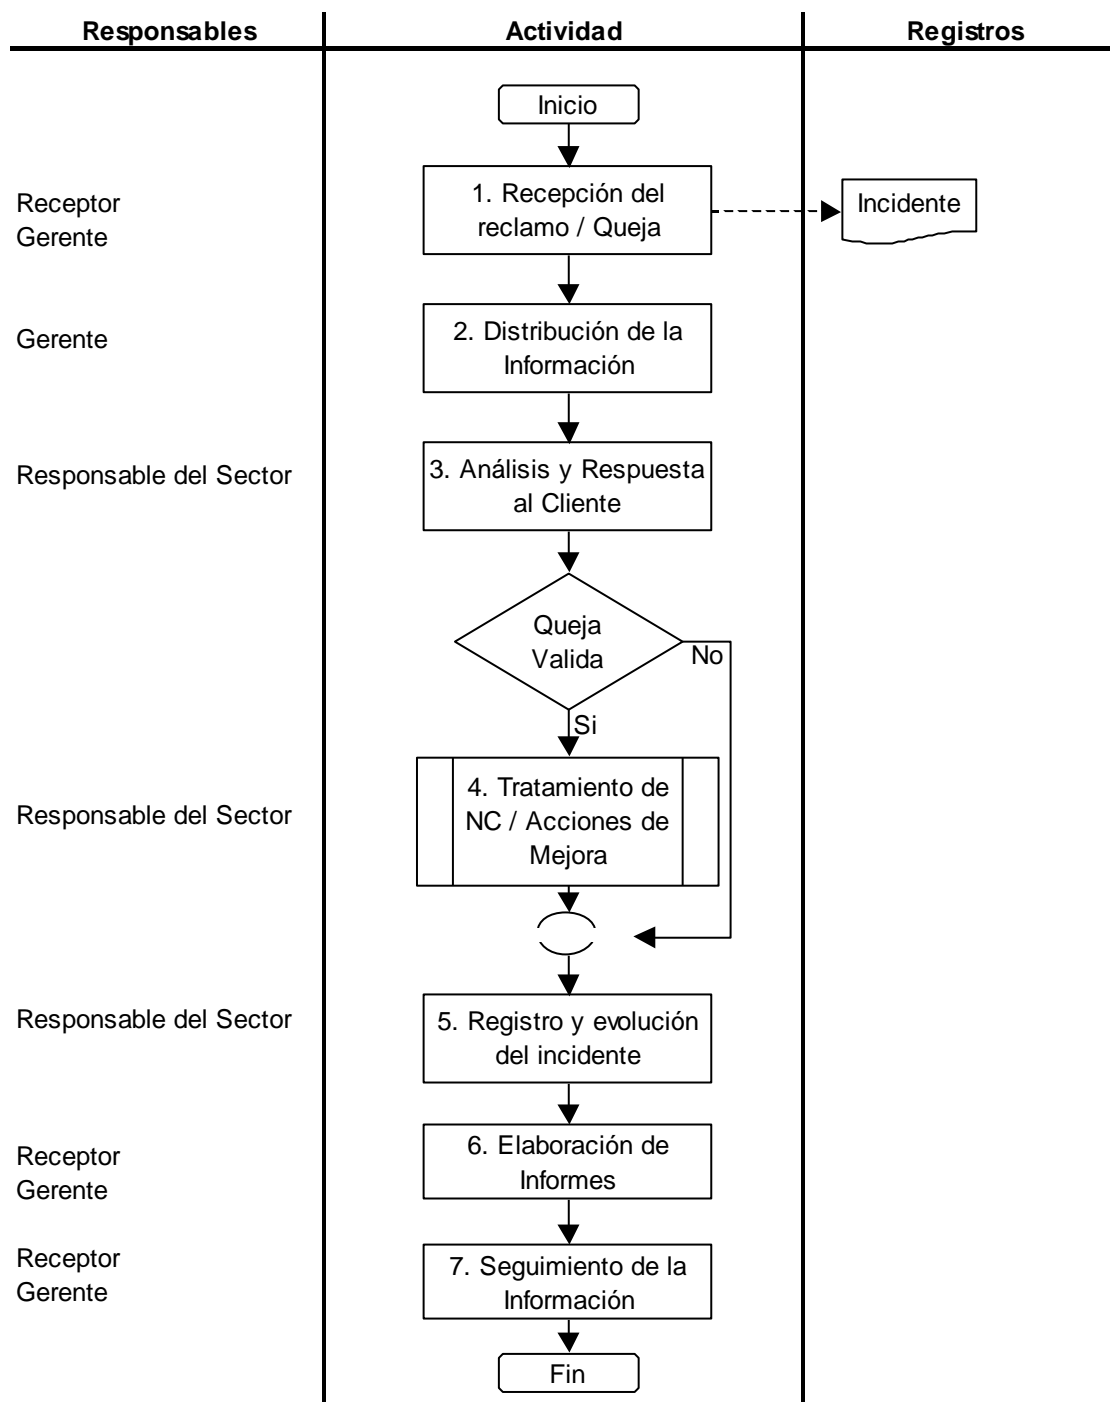 Responsables
Actividad
Registros
Inicio
Receptor
Gerente
1. Recepción del
reclamo / Queja
Incidente
Gerente
2. Distribución de la
Información
Responsable del Sector
3. Análisis y Respuesta
al Cliente
Queja
Valida
No
Si
Responsable del Sector
4. Tratamiento de
NC / Acciones de
Mejora
Responsable del Sector
5. Registro y evolución
del incidente
Receptor
Gerente
6. Elaboración de
Informes
Receptor
Gerente
7. Seguimiento de la
Información
Fin